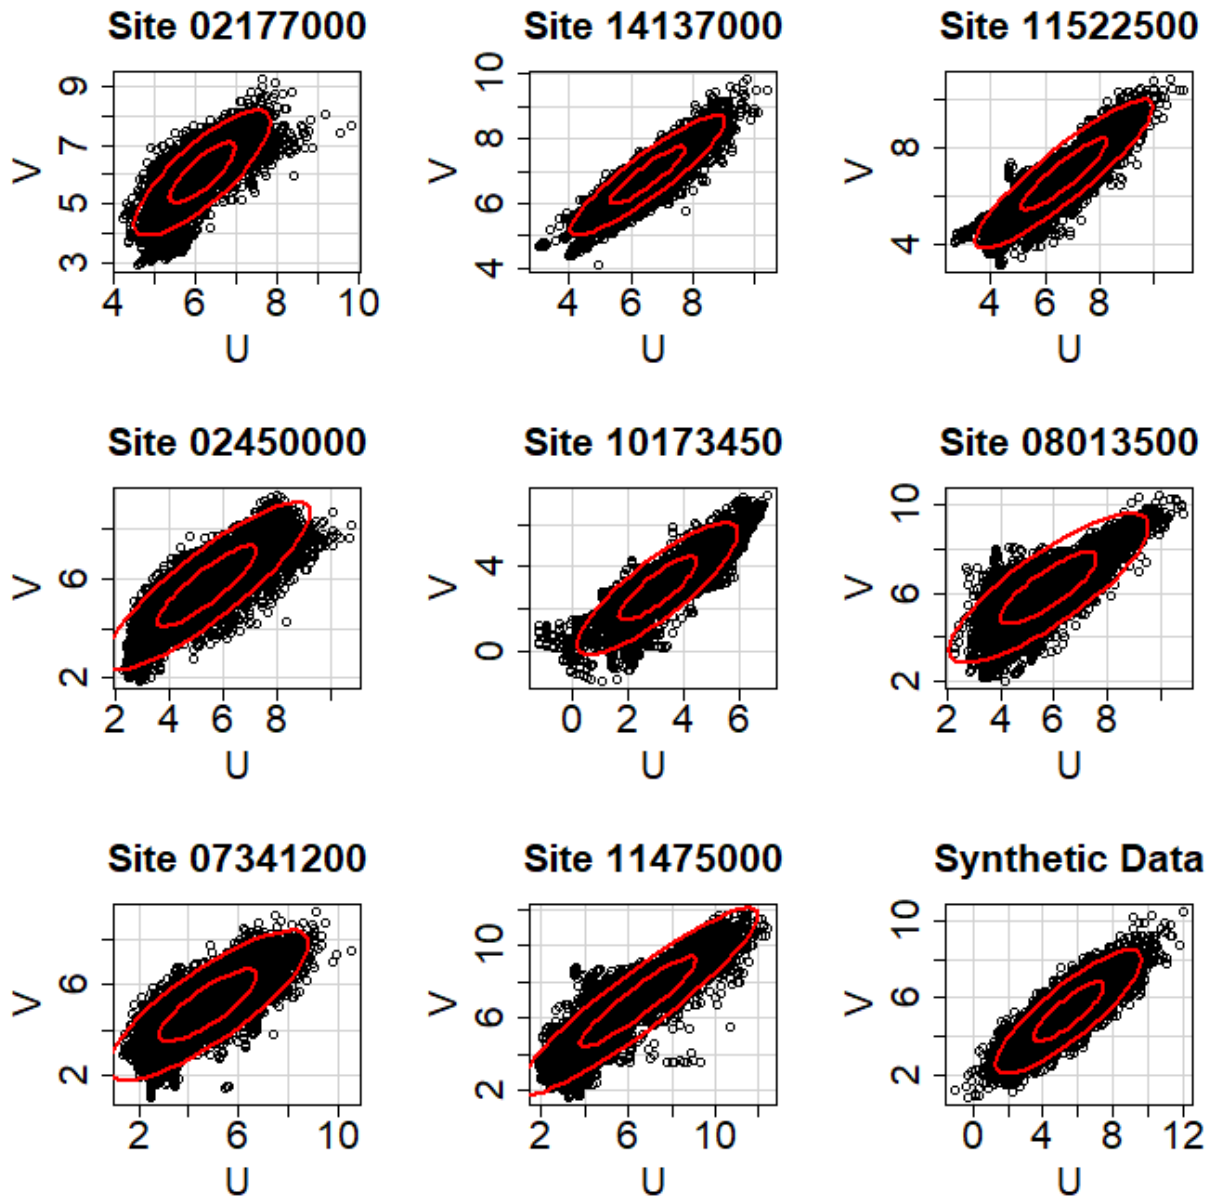 Site 02177000 Site 14137000 Site 11522500
V 3 5 7 9 V 4 6 8 10 V 4 8
4 6 8 10 4 6 8 4 6 8
U U U
Site 02450000 Site 10173450 Site 08013500
V 2 6 V 0 4 V 2 6 10
2 4 6 8 0 2 4 6 2 4 6 8
U U U
Site 07341200 Site 11475000 Synthetic Data
V 2 6 V 2 6 10 V 2 6 10
2 6 10 2 6 10 0 4 8 12
U U U